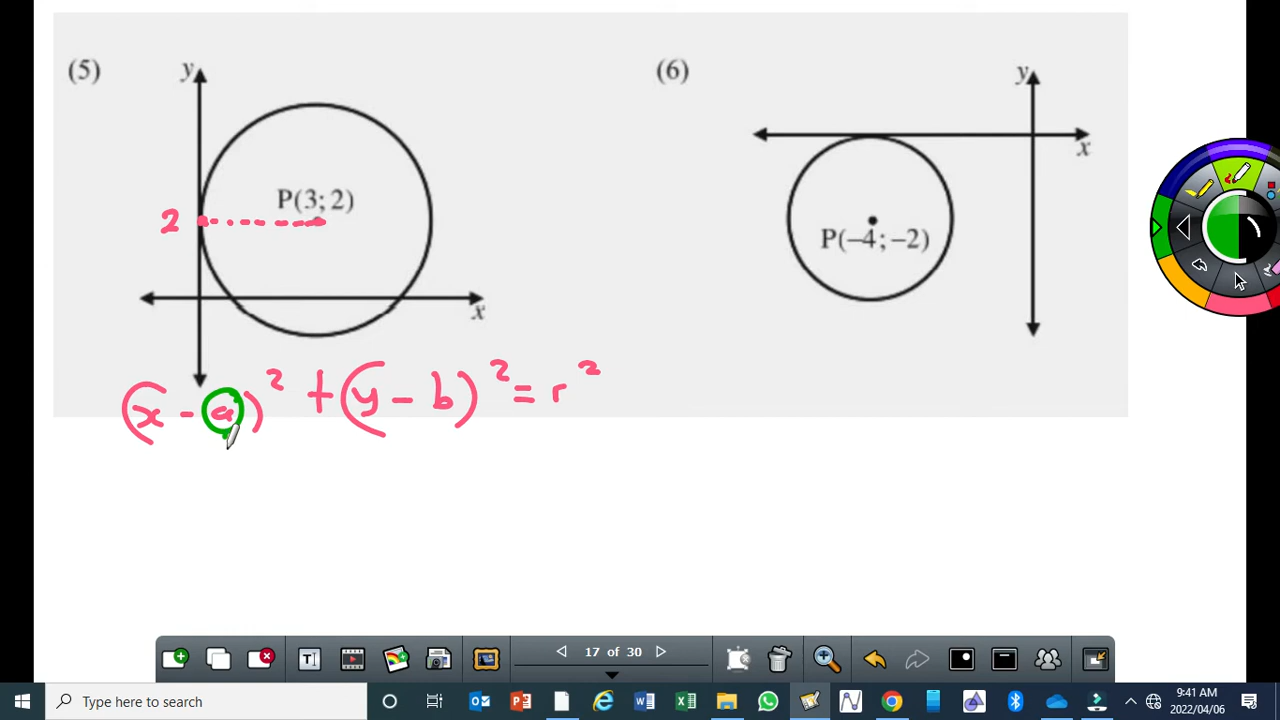 (5)
y
P(3; 2)
2
x
(x - a)² + (y - b)² = r²
(6)
y
x
P(–4; –2)
T
17 of 30
Type here to search
9:41 AM
2022/04/06